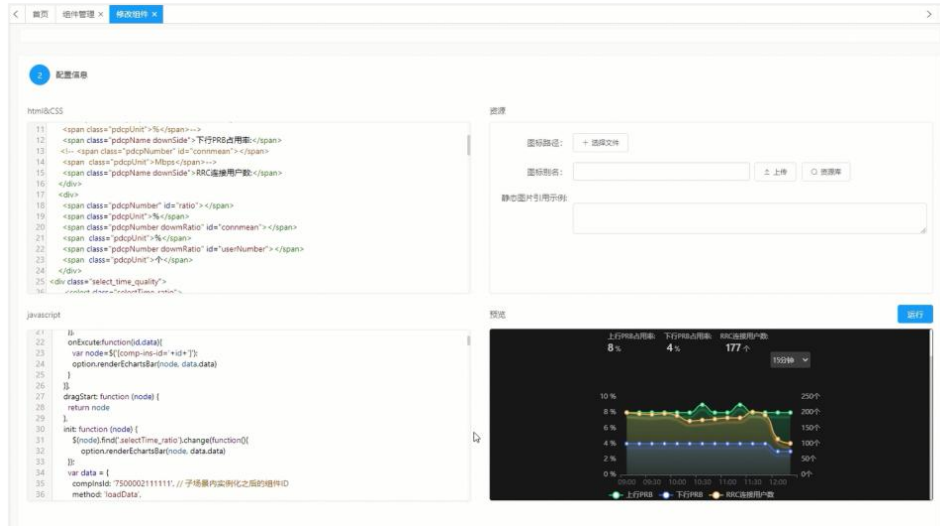 首页 组件管理 × 修改组件 ×
2 配置信息
html&CSS
11 <span class="pdcpUnit">%</span>-->
12 <span class="pdcpName downSide">下行PRB占用率:</span>
13 <!-- <span class="pdcpNumber" id="connmean"></span>
14 <span class="pdcpUnit">Mbps</span>-->
15 <span class="pdcpName downSide">RRC连接用户数:</span>
16 </div>
17 <div>
18 <span class="pdcpNumber" id="ratio"></span>
19 <span class="pdcpUnit">%</span>
20 <span class="pdcpNumber dowmRatio" id="connmean"></span>
21 <span class="pdcpUnit">%</span>
22 <span class="pdcpNumber dowmRatio" id="userNumber"></span>
23 <span class="pdcpUnit">个</span>
24 </div>
25 <div class="select_time_quality">
26 <select class="selectTime_ratio">
资源
图标路径: + 选择文件
图标别名: 上传 资源库
静态图片引用示例:
javascript
21 },
22 onExcute:function(id,data){
23 var node=$('[comp-ins-id='+id+']');
24 option.renderEchartsBar(node, data.data)
25 }
26 }],
27 dragStart: function (node) {
28 return node
29 },
30 init: function (node) {
31 $(node).find('.selectTime_ratio').change(function(){
32 option.renderEchartsBar(node, data.data)
33 });
34 var data = {
35 compInsId: '7500002111111', // 子场景内实例化之后的组件ID
36 method: 'loadData',
预览 运行
上行PRB占用率: 下行PRB占用率: RRC连接用户数:
8 % 4 % 177 个
15分钟
10 % 250个
8 % 200个
6 % 150个
4 % 100个
2 % 50个
0 % 0个
09:00 09:30 10:00 10:30 11:00 11:30 12:00
上行PRB 下行PRB RRC连接用户数